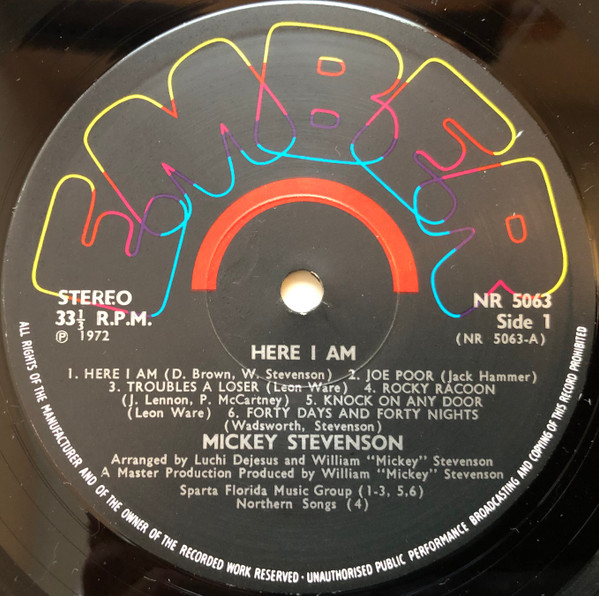 EMBER
STEREO
33⅓ R.P.M.
Ⓟ 1972
NR 5063
Side 1
(NR 5063-A)
HERE I AM
1. HERE I AM (D. Brown, W. Stevenson) 2. JOE POOR (Jack Hammer)
3. TROUBLES A LOSER (Leon Ware) 4. ROCKY RACOON
(J. Lennon, P. McCartney) 5. KNOCK ON ANY DOOR
(Leon Ware) 6. FORTY DAYS AND FORTY NIGHTS
(Wadsworth, Stevenson)
MICKEY STEVENSON
Arranged by Luchi Dejesus and William "Mickey" Stevenson
A Master Production Produced by William "Mickey" Stevenson
Sparta Florida Music Group (1-3, 5,6)
Northern Songs (4)
ALL RIGHTS OF THE MANUFACTURER AND OF THE OWNER OF THE RECORDED WORK RESERVED · UNAUTHORISED PUBLIC PERFORMANCE BROADCASTING AND COPYING OF THIS RECORD PROHIBITED